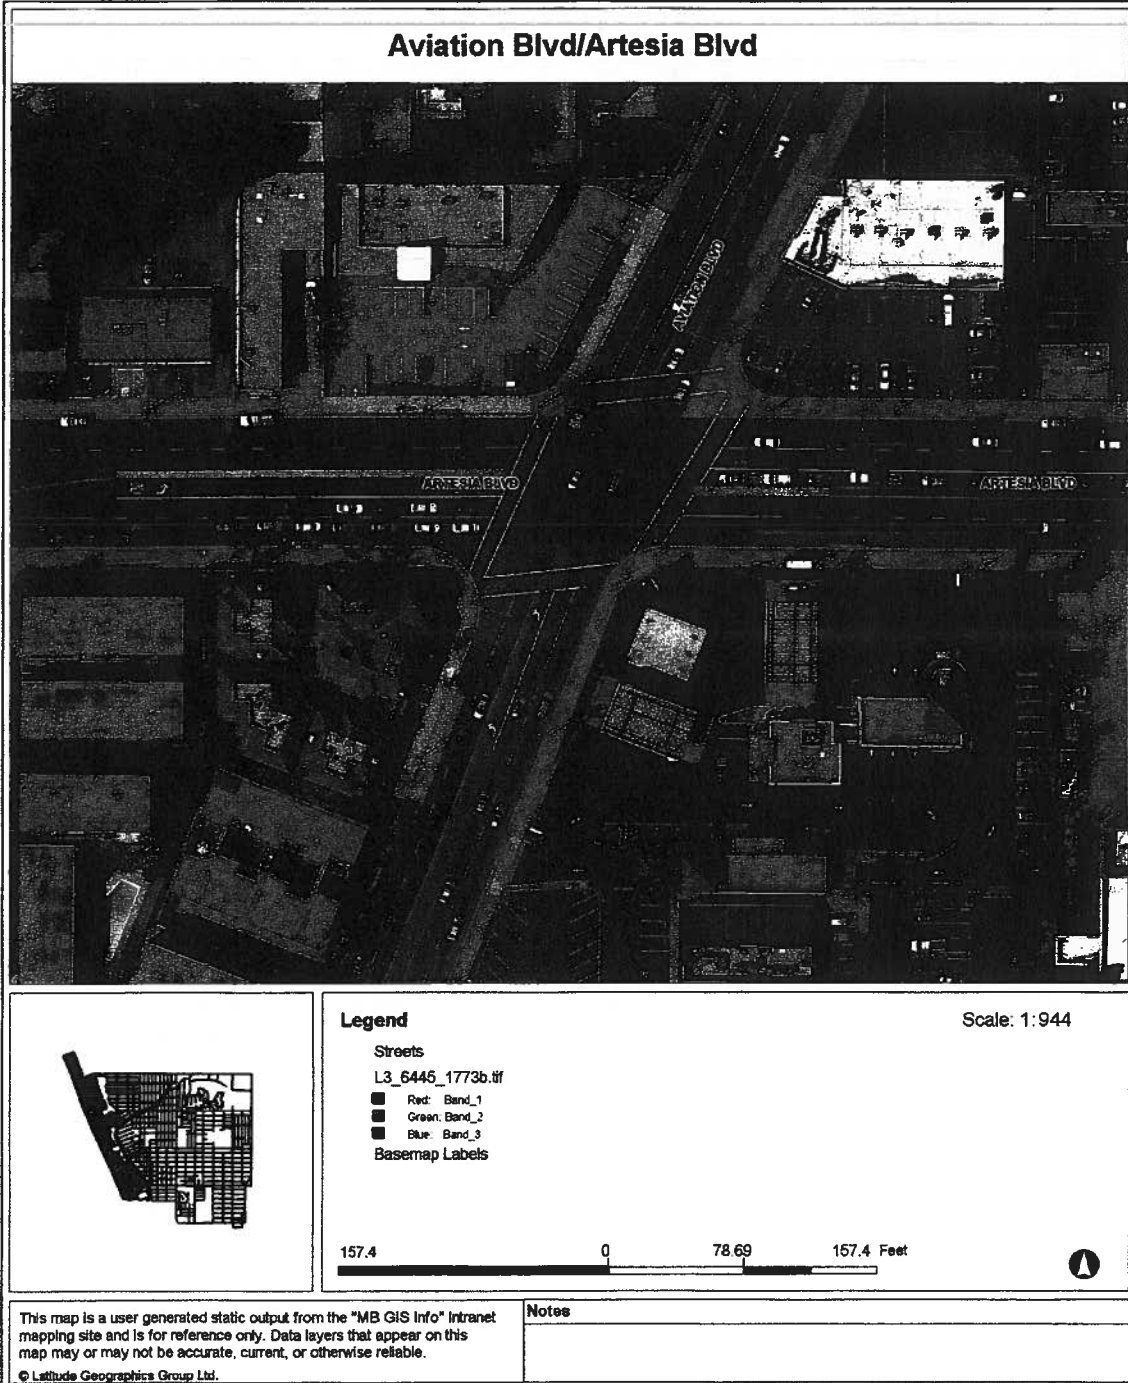 Aviation Blvd/Artesia Blvd
AVIATION BLVD
ARTESIA BLVD
ARTESIA BLVD
Legend
Scale: 1:944
Streets
L3_6445_1773b.tif
Red: Band_1
Green: Band_2
Blue: Band_3
Basemap Labels
157.4 0 78.69 157.4 Feet
This map is a user generated static output from the "MB GIS Info" Intranet
mapping site and is for reference only. Data layers that appear on this
map may or may not be accurate, current, or otherwise reliable.
© Latitude Geographics Group Ltd.
Notes